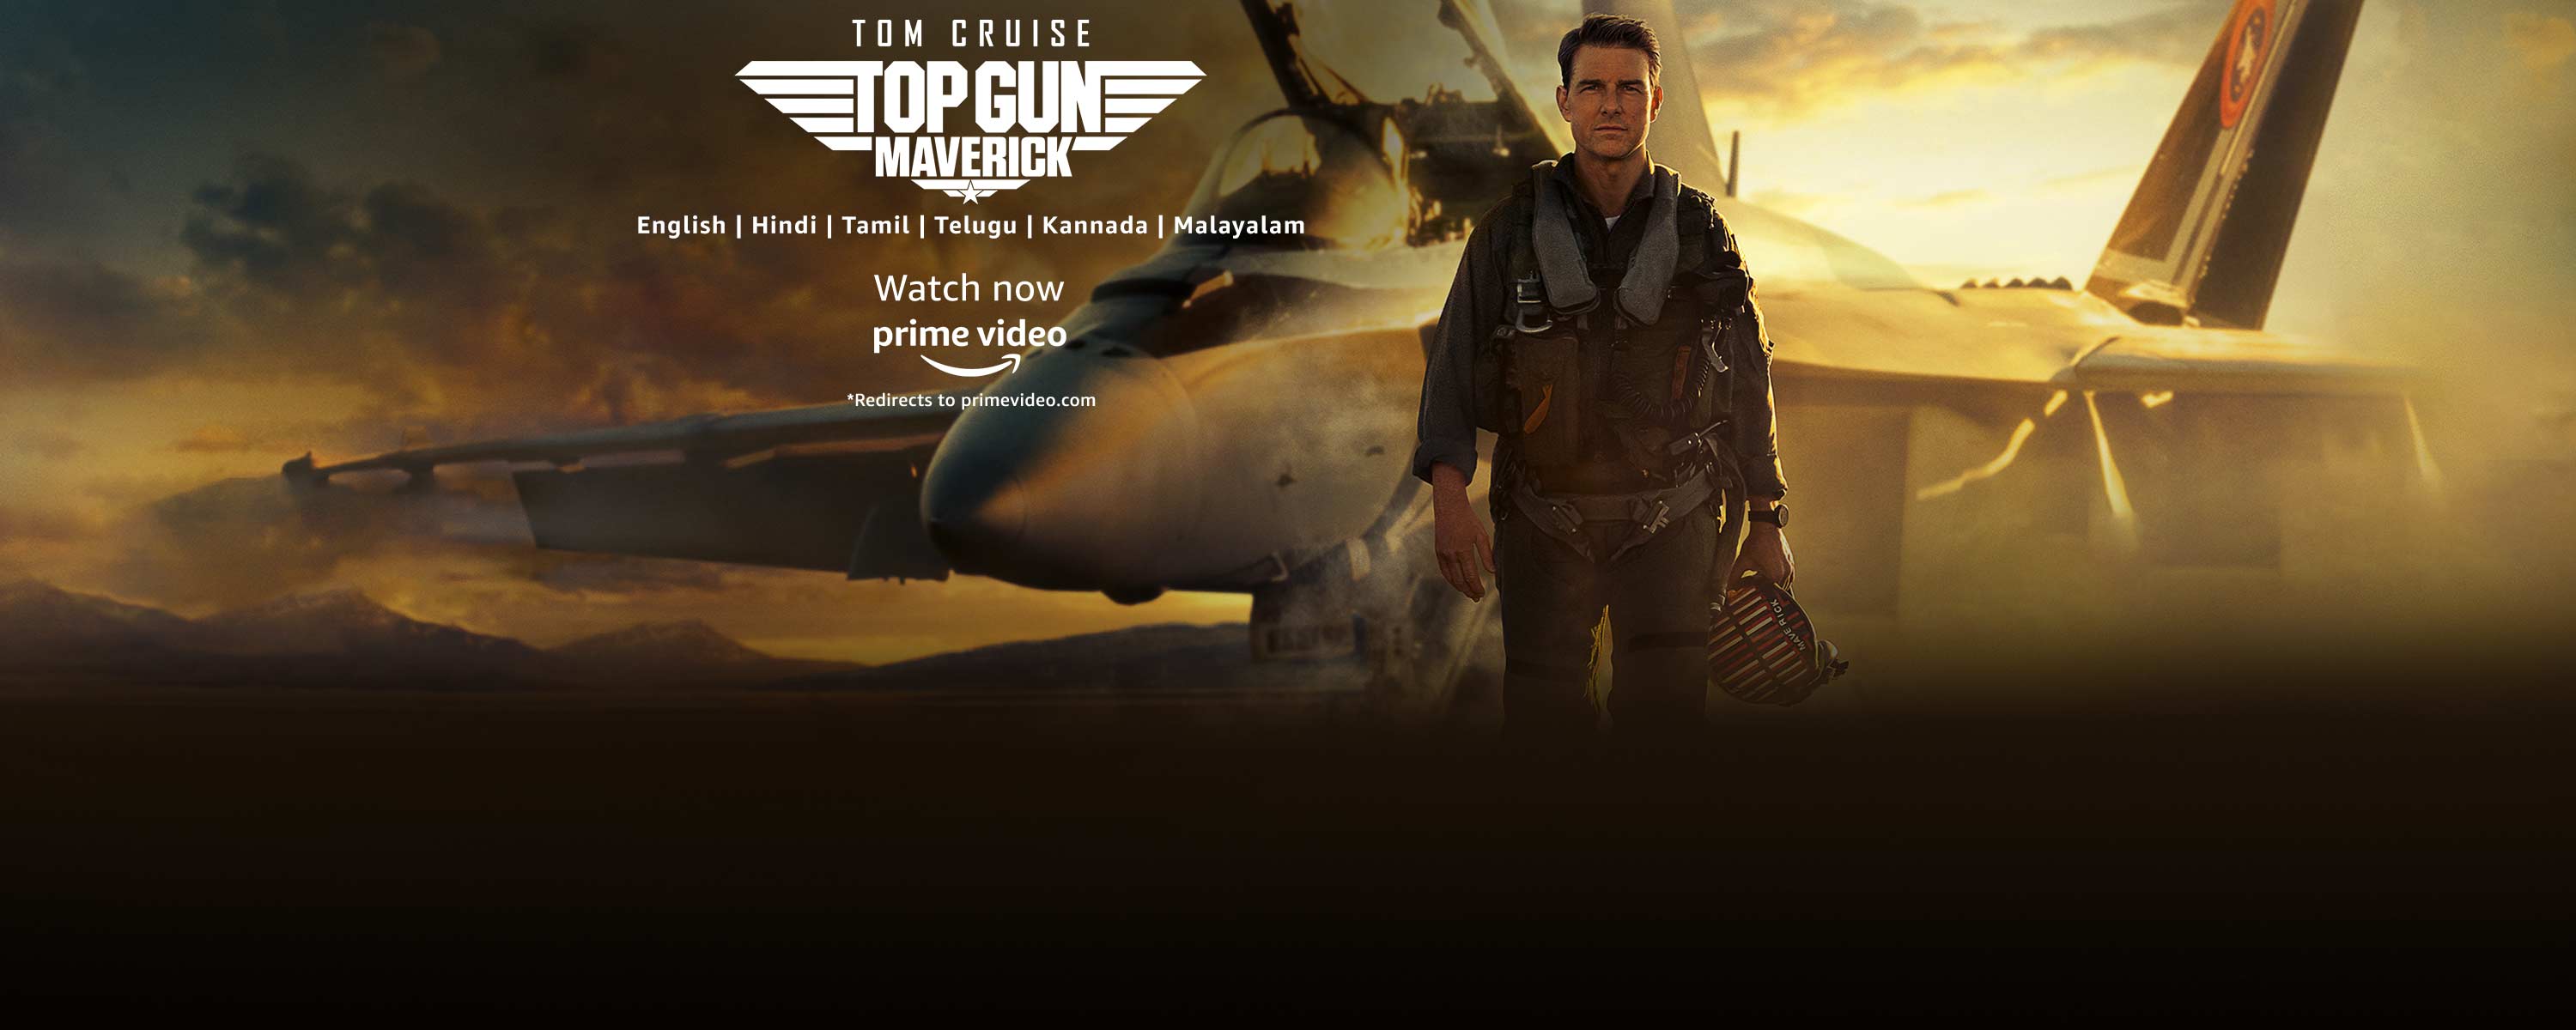 TOM CRUISE
TOP GUN
MAVERICK
English | Hindi | Tamil | Telugu | Kannada | Malayalam
Watch now
prime video
*Redirects to primevideo.com
MAVERICK